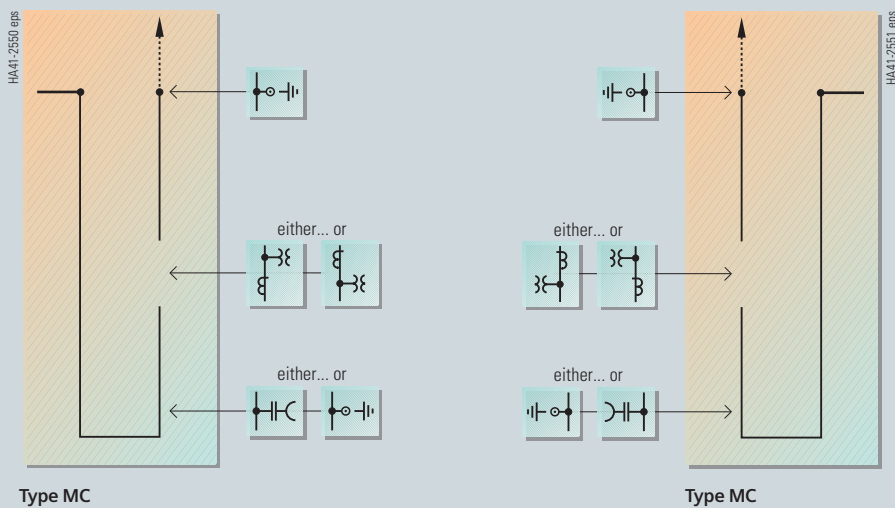 HA41-2550 eps
HA41-2551 eps
either... or
either... or
either... or
either... or
Type MC
Type MC